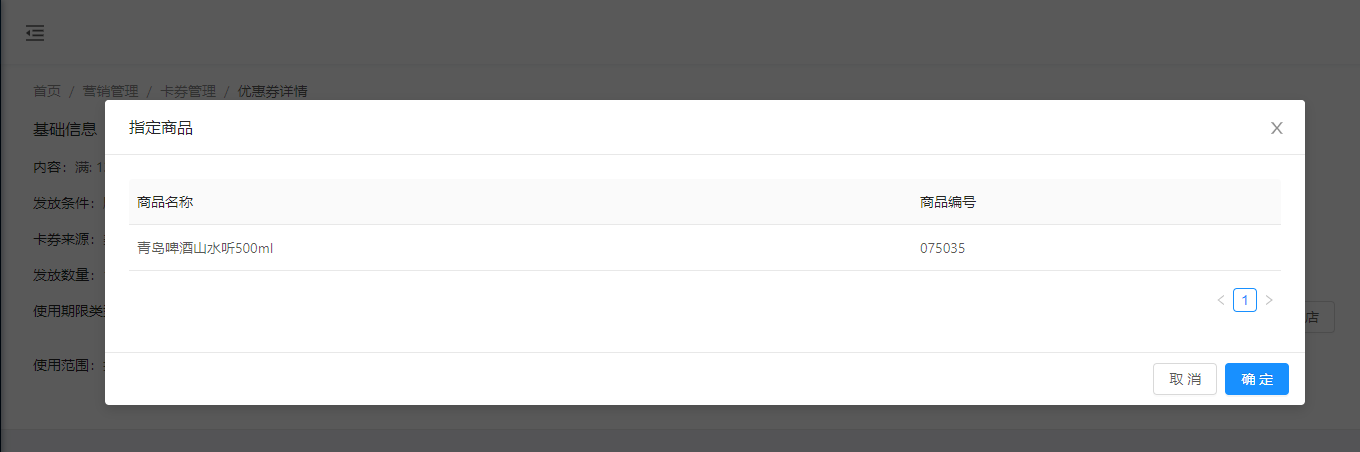 首页 / 营销管理 / 卡券管理 / 优惠券详情
基础信息
指定商品
内容：满: 1
发放条件：
商品名称 商品编号
卡券来源：
青岛啤酒山水听500ml 075035
发放数量：
1
使用期限类
店
使用范围：
取 消 确 定